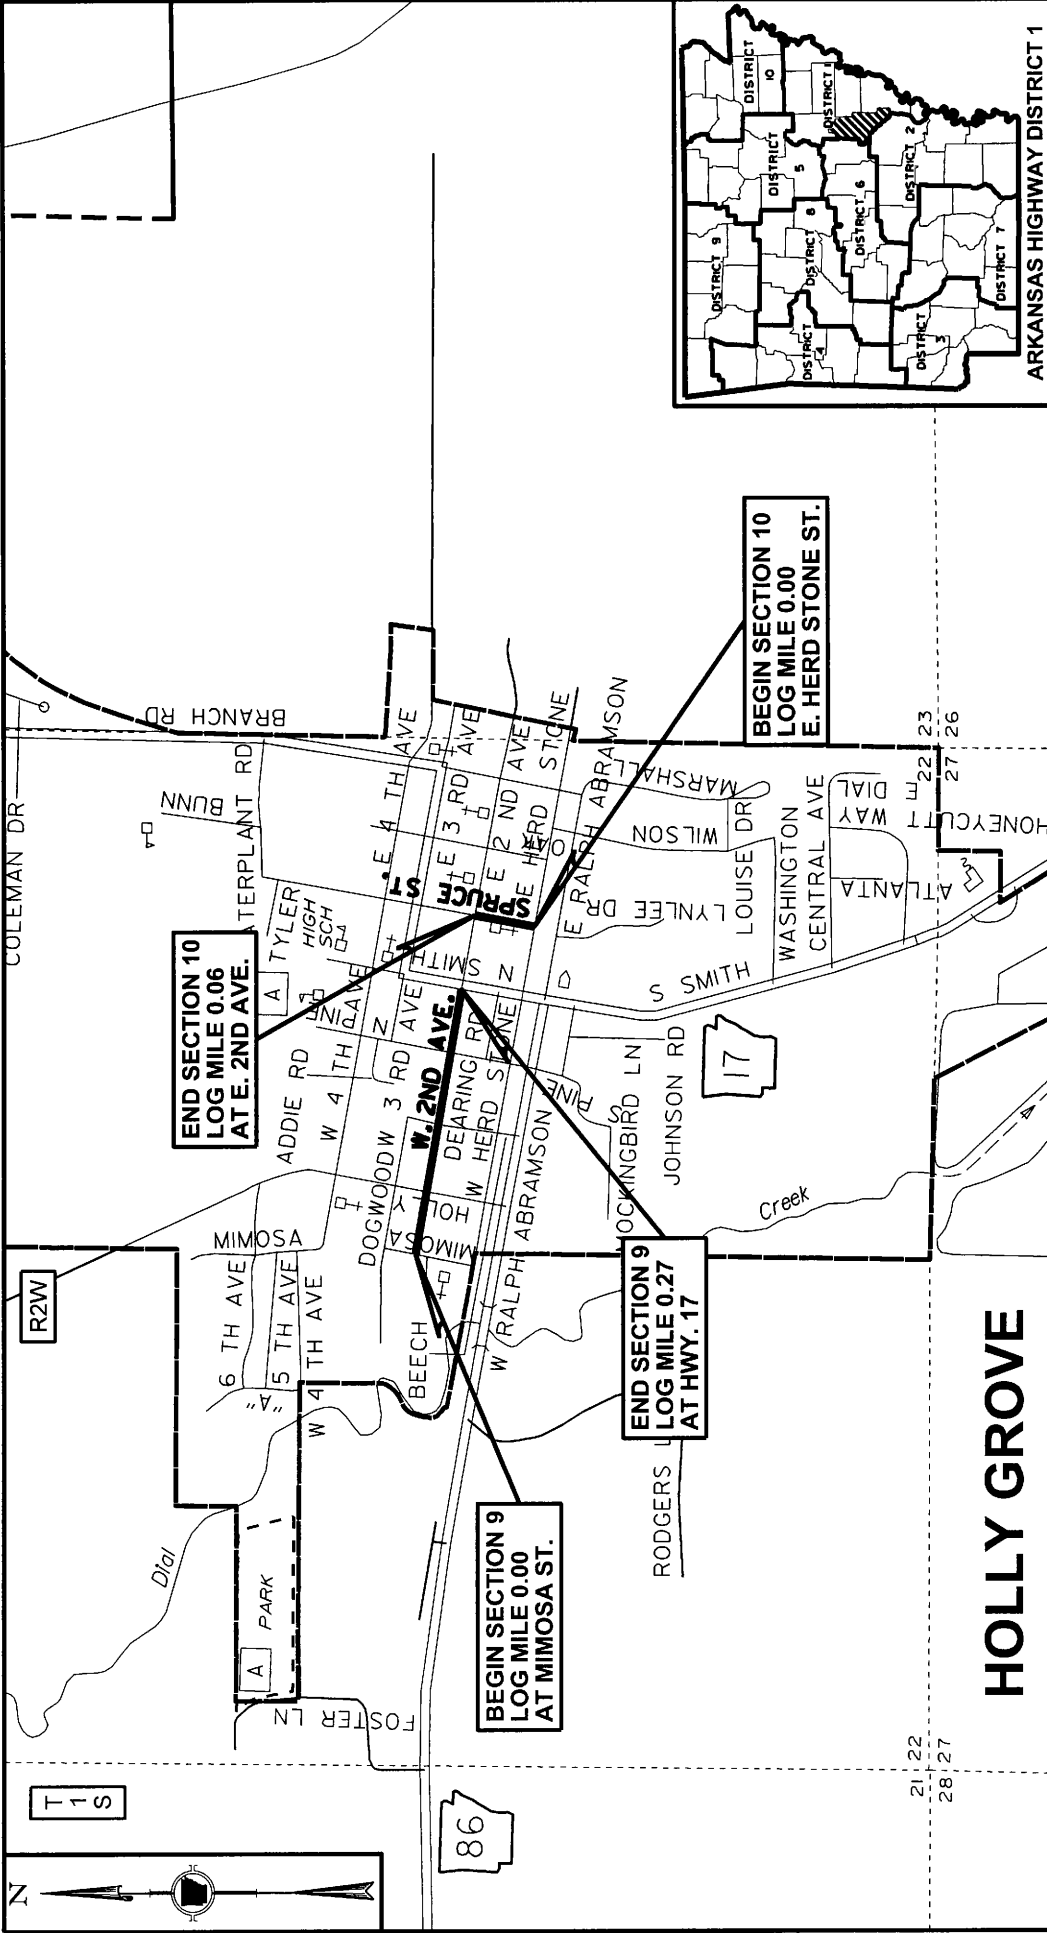 N
T
1
S
R2W
COLEMAN DR
BRANCH RD
BUNN
TYLER
HIGH
SCH
A
END SECTION 10
LOG MILE 0.06
AT E. 2ND AVE.
ADDIE RD
MIMOSA
6 TH AVE
5 TH AVE
"A"
W 4 TH AVE
W 4 TH AVE
E 4 TH AVE
DOGWOOD
W 3 RD AVE
E 3 RD AVE
W. 2ND AVE.
E 2 ND AVE
SPRUCE ST.
N PINE
N SMITH
OAK
HOLLY
MIMOSA
BEECH
DEARING RD
W HERD STONE
E HERD STONE
W RALPH ABRAMSON
E RALPH ABRAMSON
Dial
A
PARK
FOSTER LN
86
BEGIN SECTION 9
LOG MILE 0.00
AT MIMOSA ST.
END SECTION 9
LOG MILE 0.27
AT HWY. 17
BEGIN SECTION 10
LOG MILE 0.00
E. HERD STONE ST.
S PINE
OCKINGBIRD LN
JOHNSON RD
RODGERS
S SMITH
17
LYNLEE DR
LOUISE DR
WILSON
MARSHALL
WASHINGTON
CENTRAL AVE
ATLANTA
WAY
E DIAL
HONEYCUTT
Creek
21 22
28 27
22 23
27 26
HOLLY GROVE
DISTRICT 9
DISTRICT 10
DISTRICT 5
DISTRICT 1
DISTRICT 8
DISTRICT 4
DISTRICT 6
DISTRICT 2
DISTRICT 3
DISTRICT 7
ARKANSAS HIGHWAY DISTRICT 1